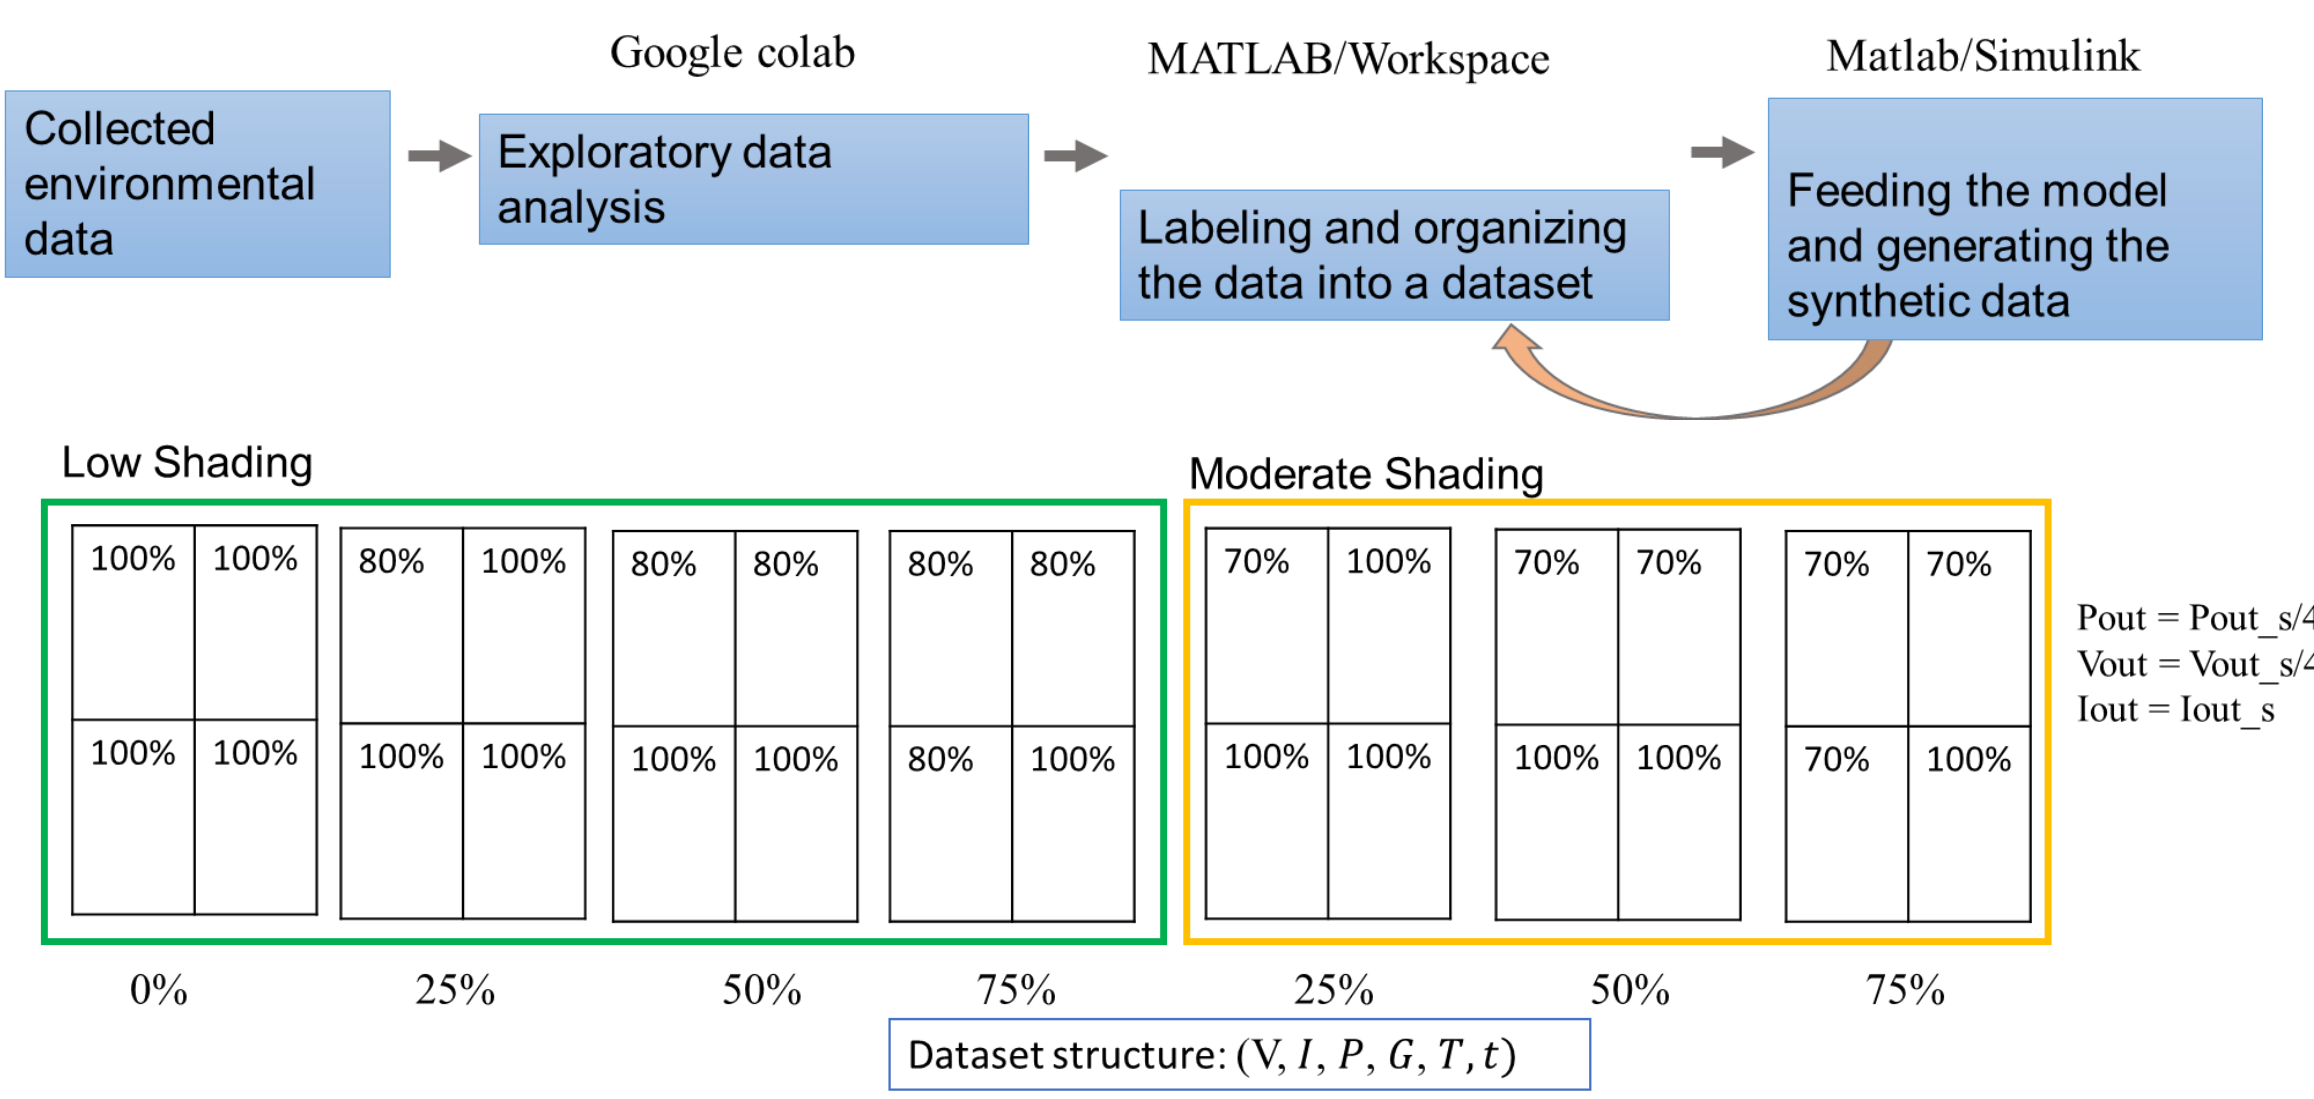 Google colab
MATLAB/Workspace
Matlab/Simulink
Collected
environmental
data
Exploratory data
analysis
Labeling and organizing
the data into a dataset
Feeding the model
and generating the
synthetic data
Low Shading
Moderate Shading
100% 100% 80% 100% 80% 80% 80% 80% 70% 100% 70% 70% 70% 70%
100% 100% 100% 100% 100% 100% 80% 100% 100% 100% 100% 100% 70% 100%
Pout = Pout_s/4
Vout = Vout_s/4
Iout = Iout_s
0% 25% 50% 75% 25% 50% 75%
Dataset structure: (V, I, P, G, T, t)